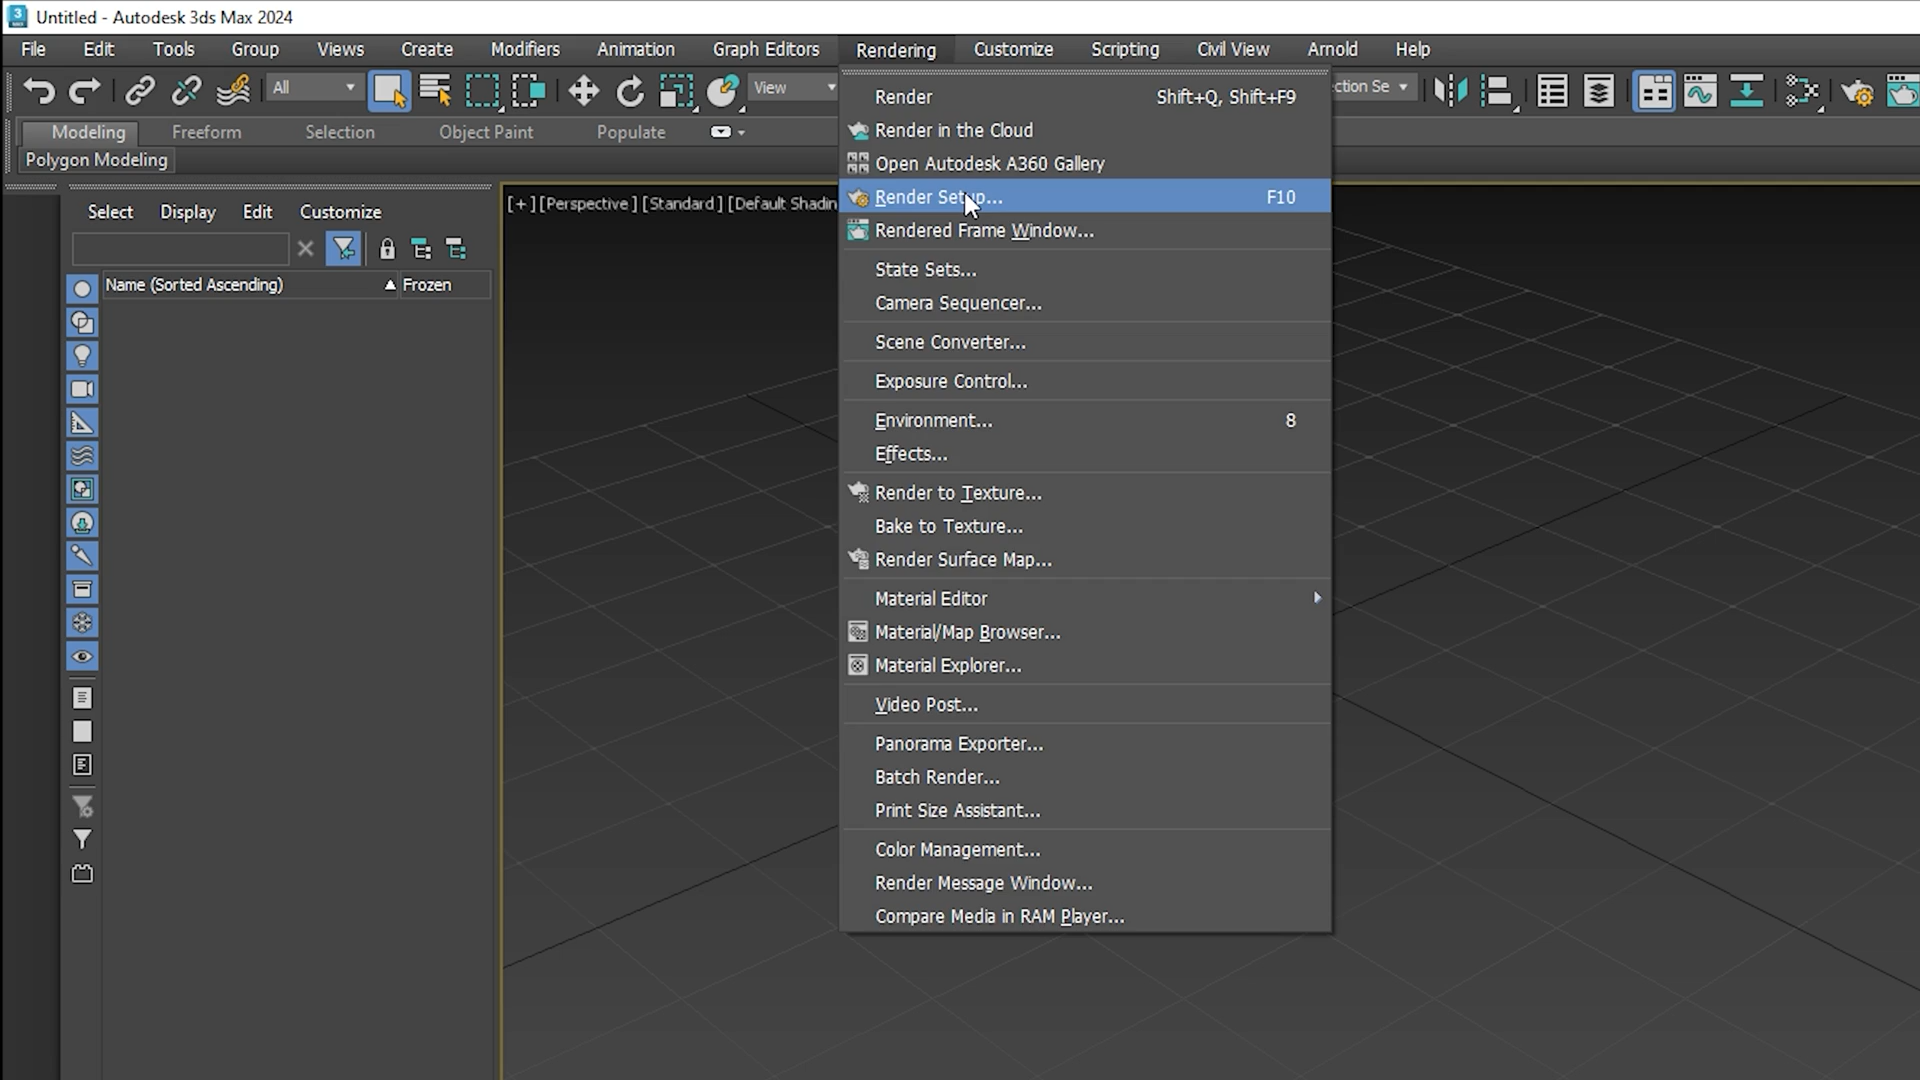 Untitled - Autodesk 3ds Max 2024
File Edit Tools Group Views Create Modifiers Animation Graph Editors Rendering Customize Scripting Civil View Arnold Help
All View ction Se
Modeling Freeform Selection Object Paint Populate
Polygon Modeling
Select Display Edit Customize
Name (Sorted Ascending) Frozen
[+] [Perspective] [Standard] [Default Shadin
Render Shift+Q, Shift+F9
Render in the Cloud
Open Autodesk A360 Gallery
Render Setup... F10
Rendered Frame Window...
State Sets...
Camera Sequencer...
Scene Converter...
Exposure Control...
Environment... 8
Effects...
Render to Texture...
Bake to Texture...
Render Surface Map...
Material Editor
Material/Map Browser...
Material Explorer...
Video Post...
Panorama Exporter...
Batch Render...
Print Size Assistant...
Color Management...
Render Message Window...
Compare Media in RAM Player...